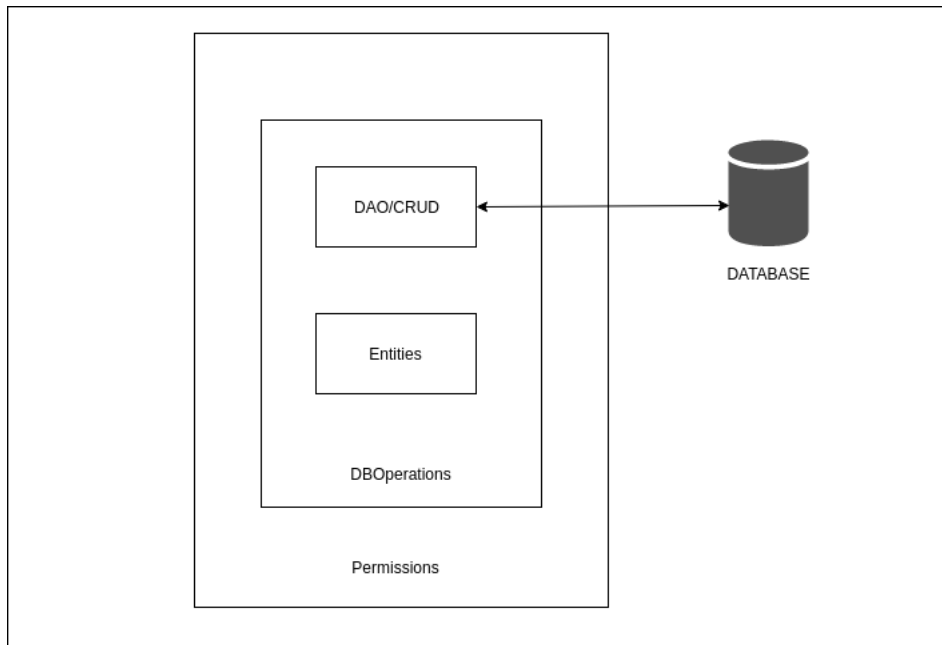 DAO/CRUD
DATABASE
Entities
DBOperations
Permissions